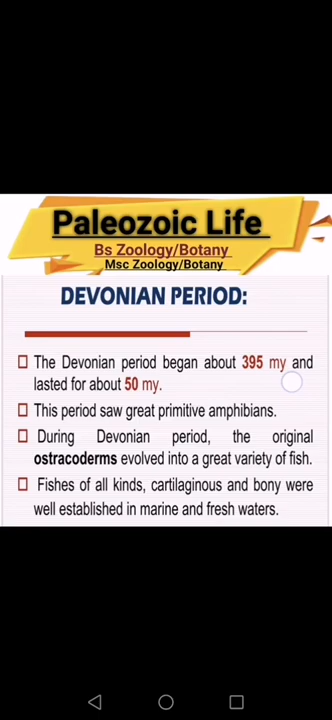 Paleozoic Life
Bs Zoology/Botany
Msc Zoology/Botany
DEVONIAN PERIOD:
The Devonian period began about 395 my and
lasted for about 50 my.
This period saw great primitive amphibians.
During Devonian period, the original
ostracoderms evolved into a great variety of fish.
Fishes of all kinds, cartilaginous and bony were
well established in marine and fresh waters.